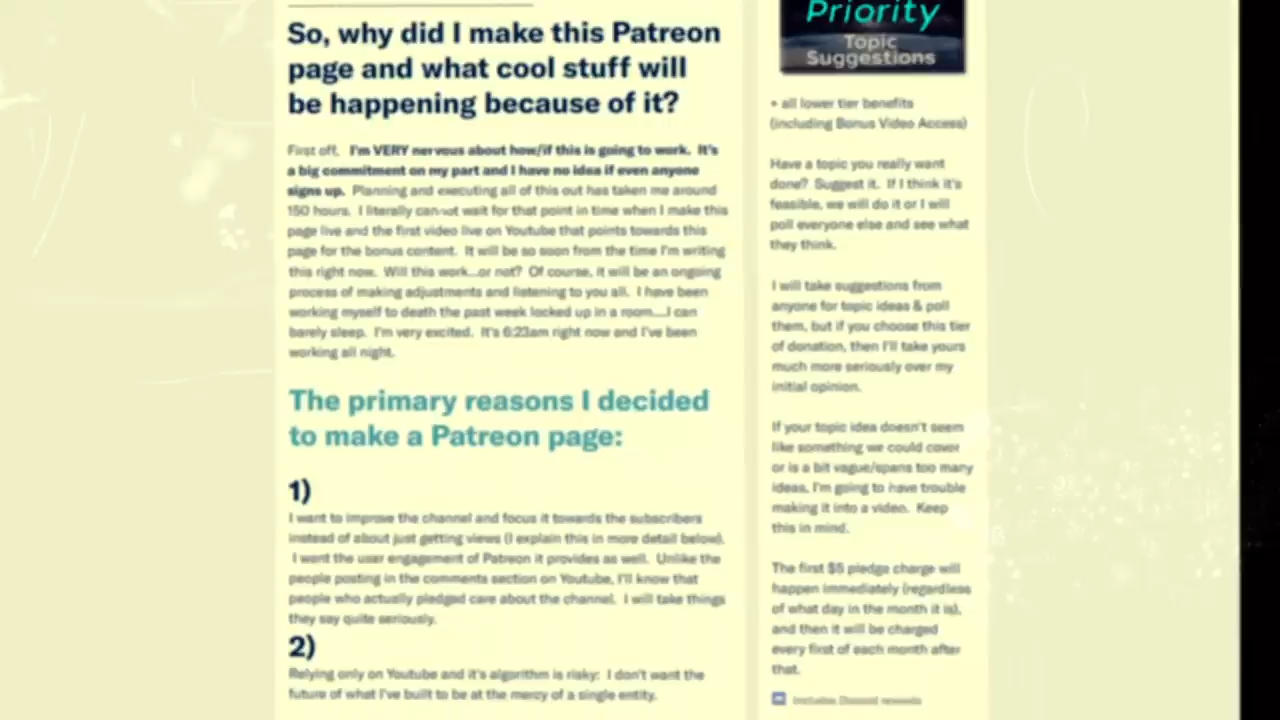 So, why did I make this Patreon
page and what cool stuff will
be happening because of it?
First off, I'm VERY nervous about how/if this is going to work. It's
a big commitment on my part and I have no idea if even anyone
signs up. Planning and executing all of this out has taken me around
150 hours. I literally cannot wait for that point in time when I make this
page live and the first video live on Youtube that points towards this
page for the bonus content. It will be so soon from the time I'm writing
this right now. Will this work...or not? Of course, it will be an ongoing
process of making adjustments and listening to you all. I have been
working myself to death the past week locked up in a room....I can
barely sleep. I'm very excited. It's 6:23am right now and I've been
working all night.
The primary reasons I decided
to make a Patreon page:
1)
I want to improve the channel and focus it towards the subscribers
instead of about just getting views (I explain this in more detail below).
I want the user engagement of Patreon it provides as well. Unlike the
people posting in the comments section on Youtube, I'll know that
people who actually pledged care about the channel. I will take things
they say quite seriously.
2)
Relying only on Youtube and it's algorithm is risky: I don't want the
future of what I've built to be at the mercy of a single entity.
Priority
Topic
Suggestions
+ all lower tier benefits
(including Bonus Video Access)
Have a topic you really want
done? Suggest it. If I think it's
feasible, we will do it or I will
poll everyone else and see what
they think.
I will take suggestions from
anyone for topic ideas & poll
them, but if you choose this tier
of donation, then I'll take yours
much more seriously over my
initial opinion.
If your topic idea doesn't seem
like something we could cover
or is a bit vague/spans too many
ideas, I'm going to have trouble
making it into a video. Keep
this in mind.
The first $5 pledge charge will
happen immediately (regardless
of what day in the month it is),
and then it will be charged
every first of each month after
that.
Includes Discord rewards